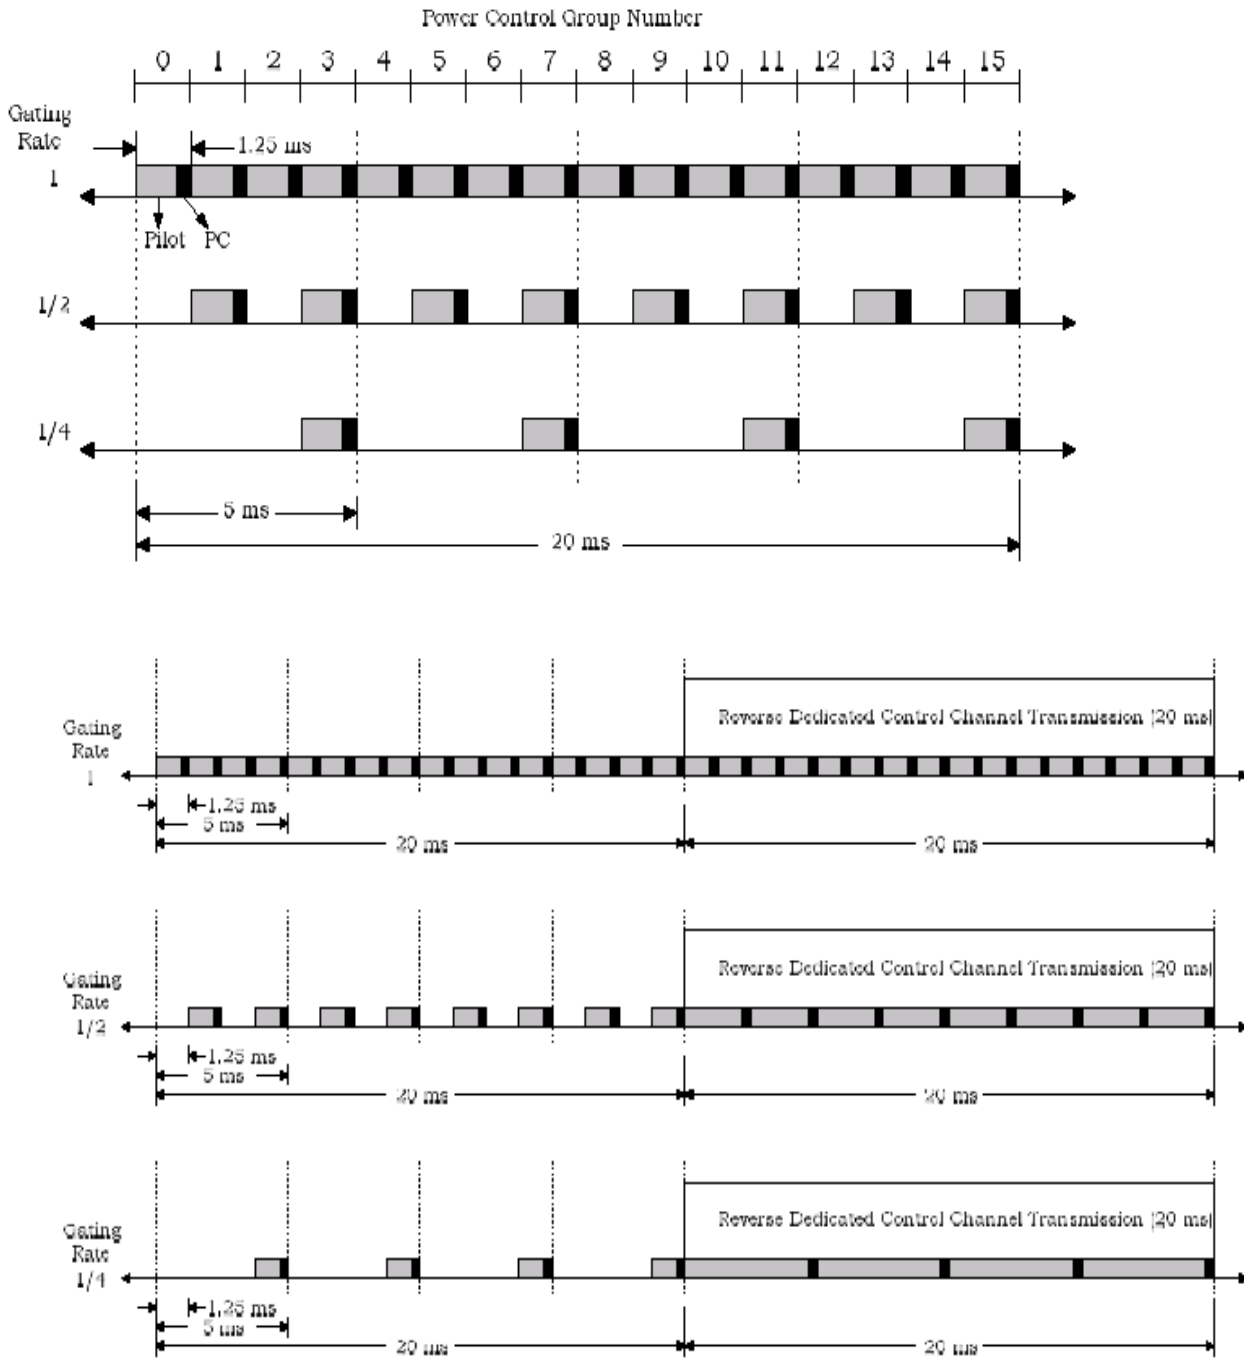 Power Control Group Number
0 1 2 3 4 5 6 7 8 9 10 11 12 13 14 15
Gating
Rate
1.25 ms
1
Pilot PC
1/2
1/4
5 ms
20 ms
Reverse Dedicated Control Channel Transmission (20 ms)
Gating
Rate
1
1.25 ms
5 ms
20 ms 20 ms
Reverse Dedicated Control Channel Transmission (20 ms)
Gating
Rate
1/2
1.25 ms
5 ms
20 ms 20 ms
Reverse Dedicated Control Channel Transmission (20 ms)
Gating
Rate
1/4
1.25 ms
5 ms
20 ms 20 ms